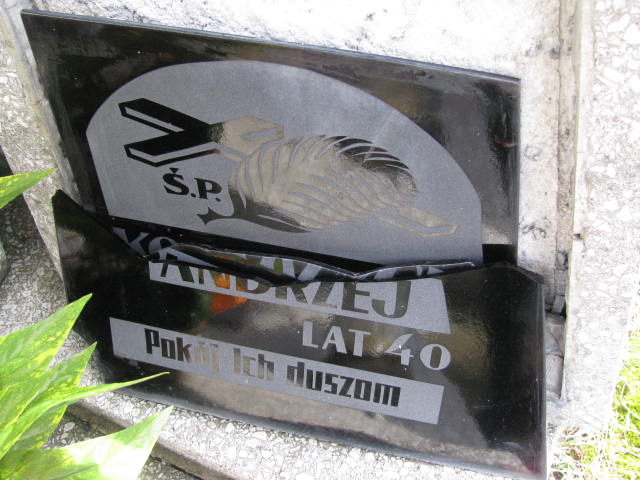 Ś.P.
ANDRZEJ
LAT 40
Pokój Ich duszom